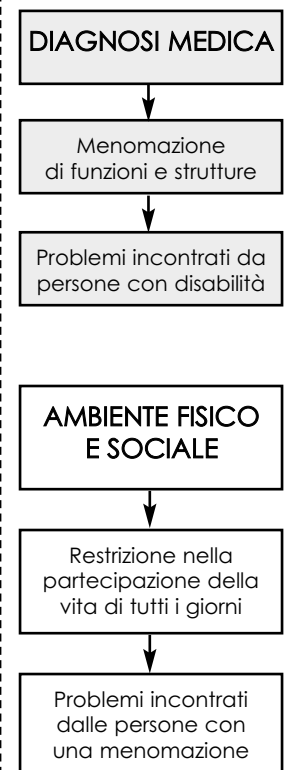 DIAGNOSI MEDICA
Menomazione
di funzioni e strutture
Problemi incontrati da
persone con disabilità
AMBIENTE FISICO
E SOCIALE
Restrizione nella
partecipazione della
vita di tutti i giorni
Problemi incontrati
dalle persone con
una menomazione